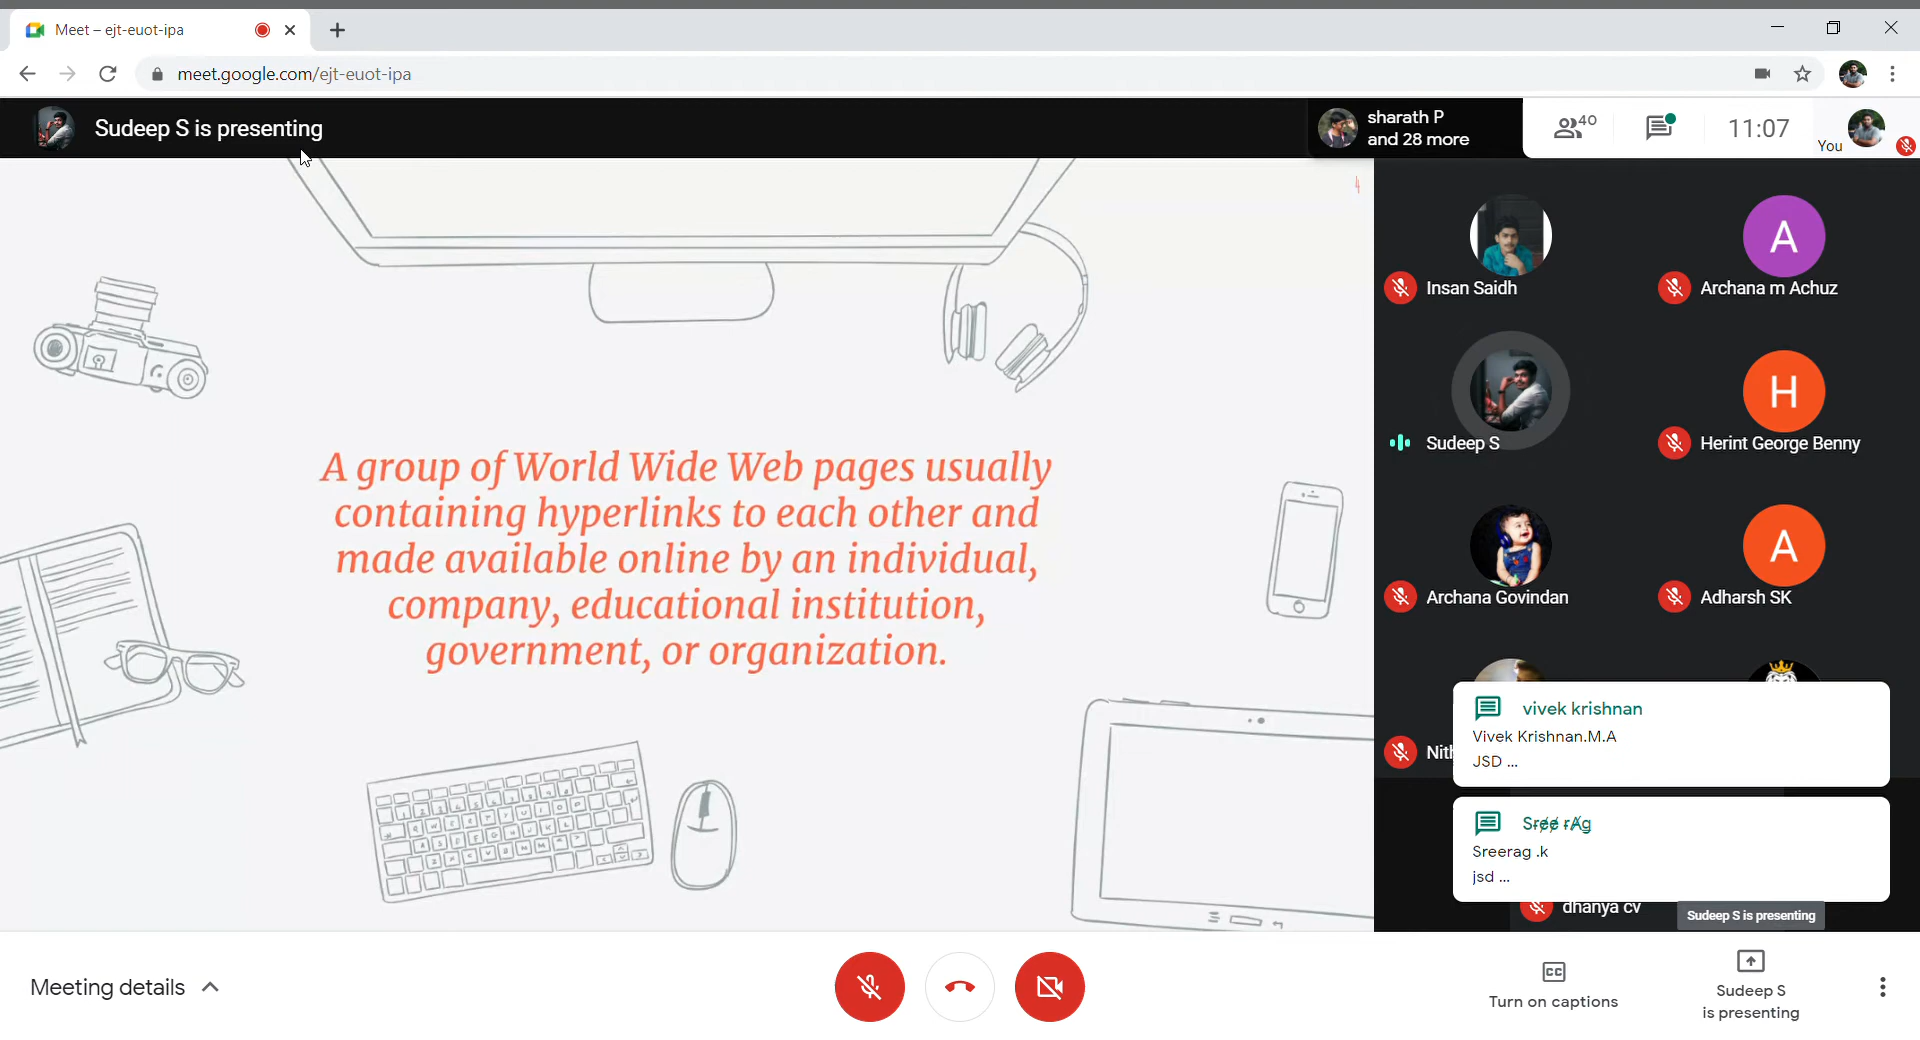 Meet – ejt-euot-ipa
meet.google.com/ejt-euot-ipa
Sudeep S is presenting
sharath P
and 28 more
40
11:07
You
A group of World Wide Web pages usually
containing hyperlinks to each other and
made available online by an individual,
company, educational institution,
government, or organization.
Insan Saidh
A
Archana m Achuz
Sudeep S
H
Herint George Benny
Archana Govindan
A
Adharsh SK
vivek krishnan
Vivek Krishnan.M.A
JSD ...
Sɍɇɇ ɍȺg
Sreerag .k
jsd ...
dhanya cv
Sudeep S is presenting
Meeting details
Turn on captions
Sudeep S
is presenting